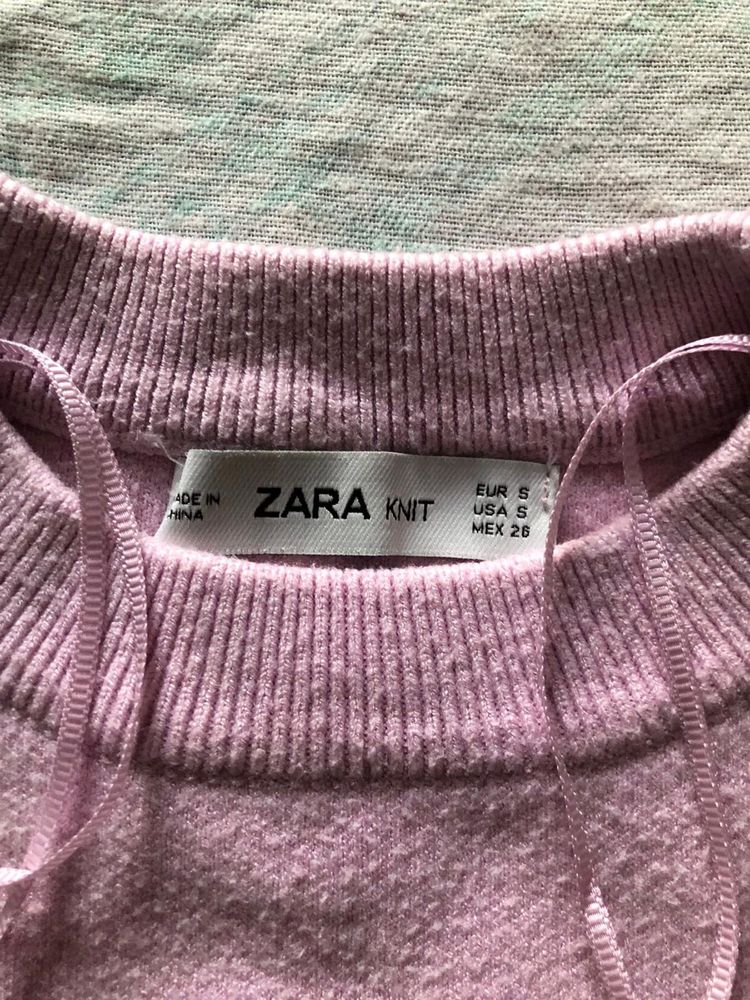 ADE IN
HINA
ZARA KNIT
EUR S
USA S
MEX 26